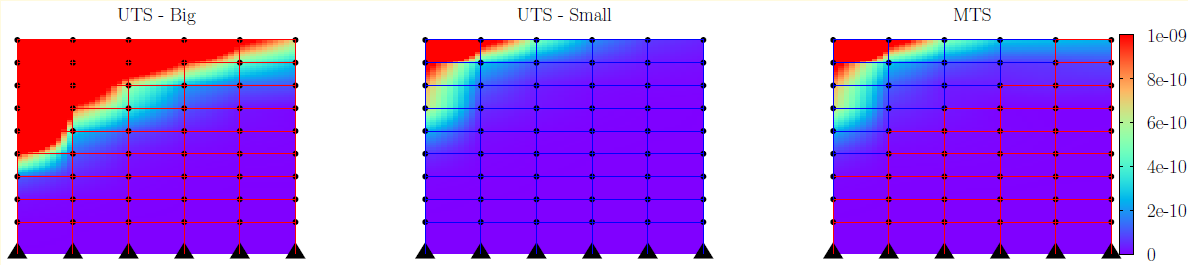 UTS - Big
UTS - Small
MTS
1e-09
8e-10
6e-10
4e-10
2e-10
0